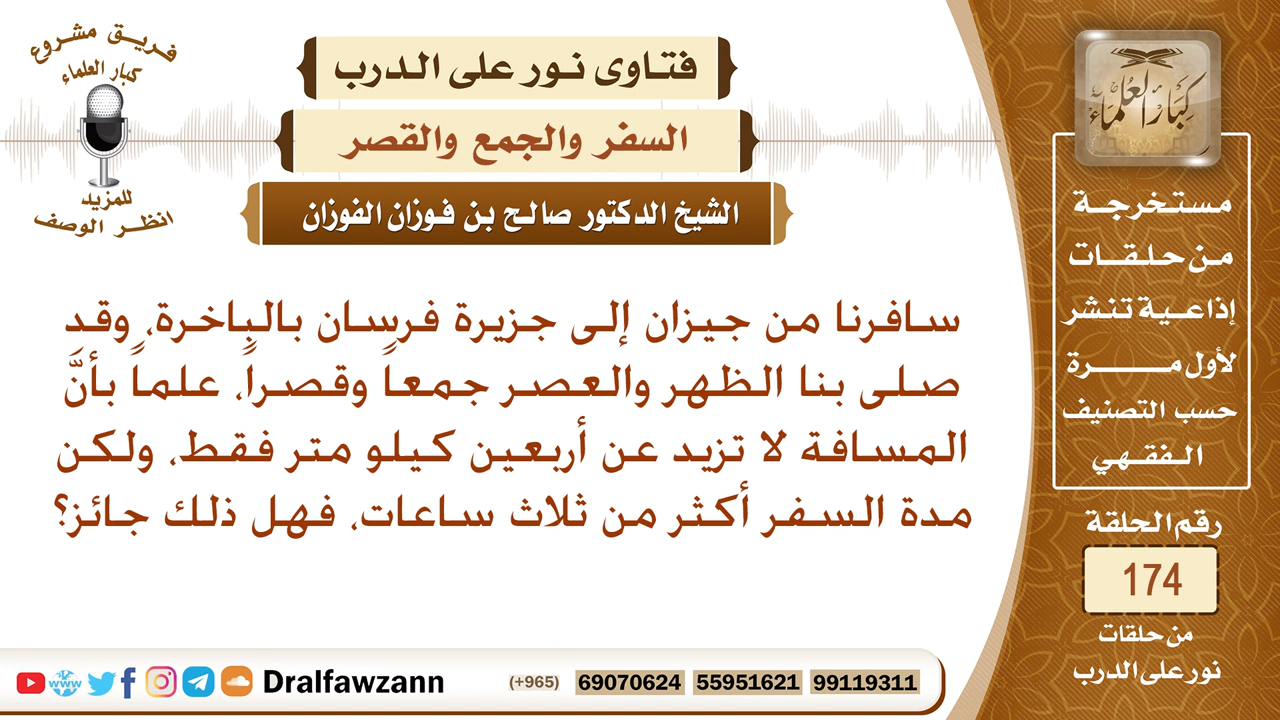 فريق مشروع
كبار العلماء
للمزيد
انظر الوصف
فتاوى نور على الدرب
السفر والجمع والقصر
الشيخ الدكتور صالح بن فوزان الفوزان
سافرنا من جيزان إلى جزيرة فرسان بالباخرة، وقد
صلى بنا الظهر والعصر جمعاً وقصراً، علماً بأنَّ
المسافة لا تزيد عن أربعين كيلو متر فقط، ولكن
مدة السفر أكثر من ثلاث ساعات، فهل ذلك جائز؟
كبار العلماء
مستخرجة
من حلقات
إذاعية تنشر
لأول مرة
حسب التصنيف
الفقهي
رقم الحلقة
174
من حلقات
نور على الدرب
www Dralfawzann (+965) 69070624 55951621 99119311